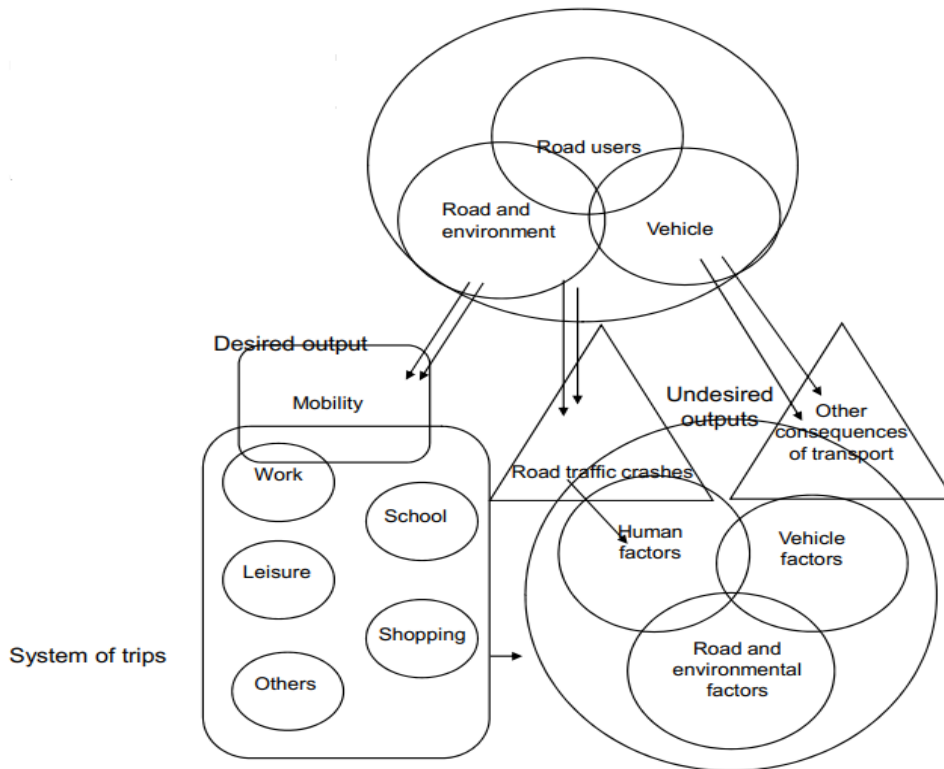 Road users
Road and
environment
Vehicle
Desired output
Mobility
Undesired
outputs
Other
consequences
of transport
Road traffic crashes
Work
School
Leisure
Shopping
Others
System of trips
Human
factors
Vehicle
factors
Road and
environmental
factors